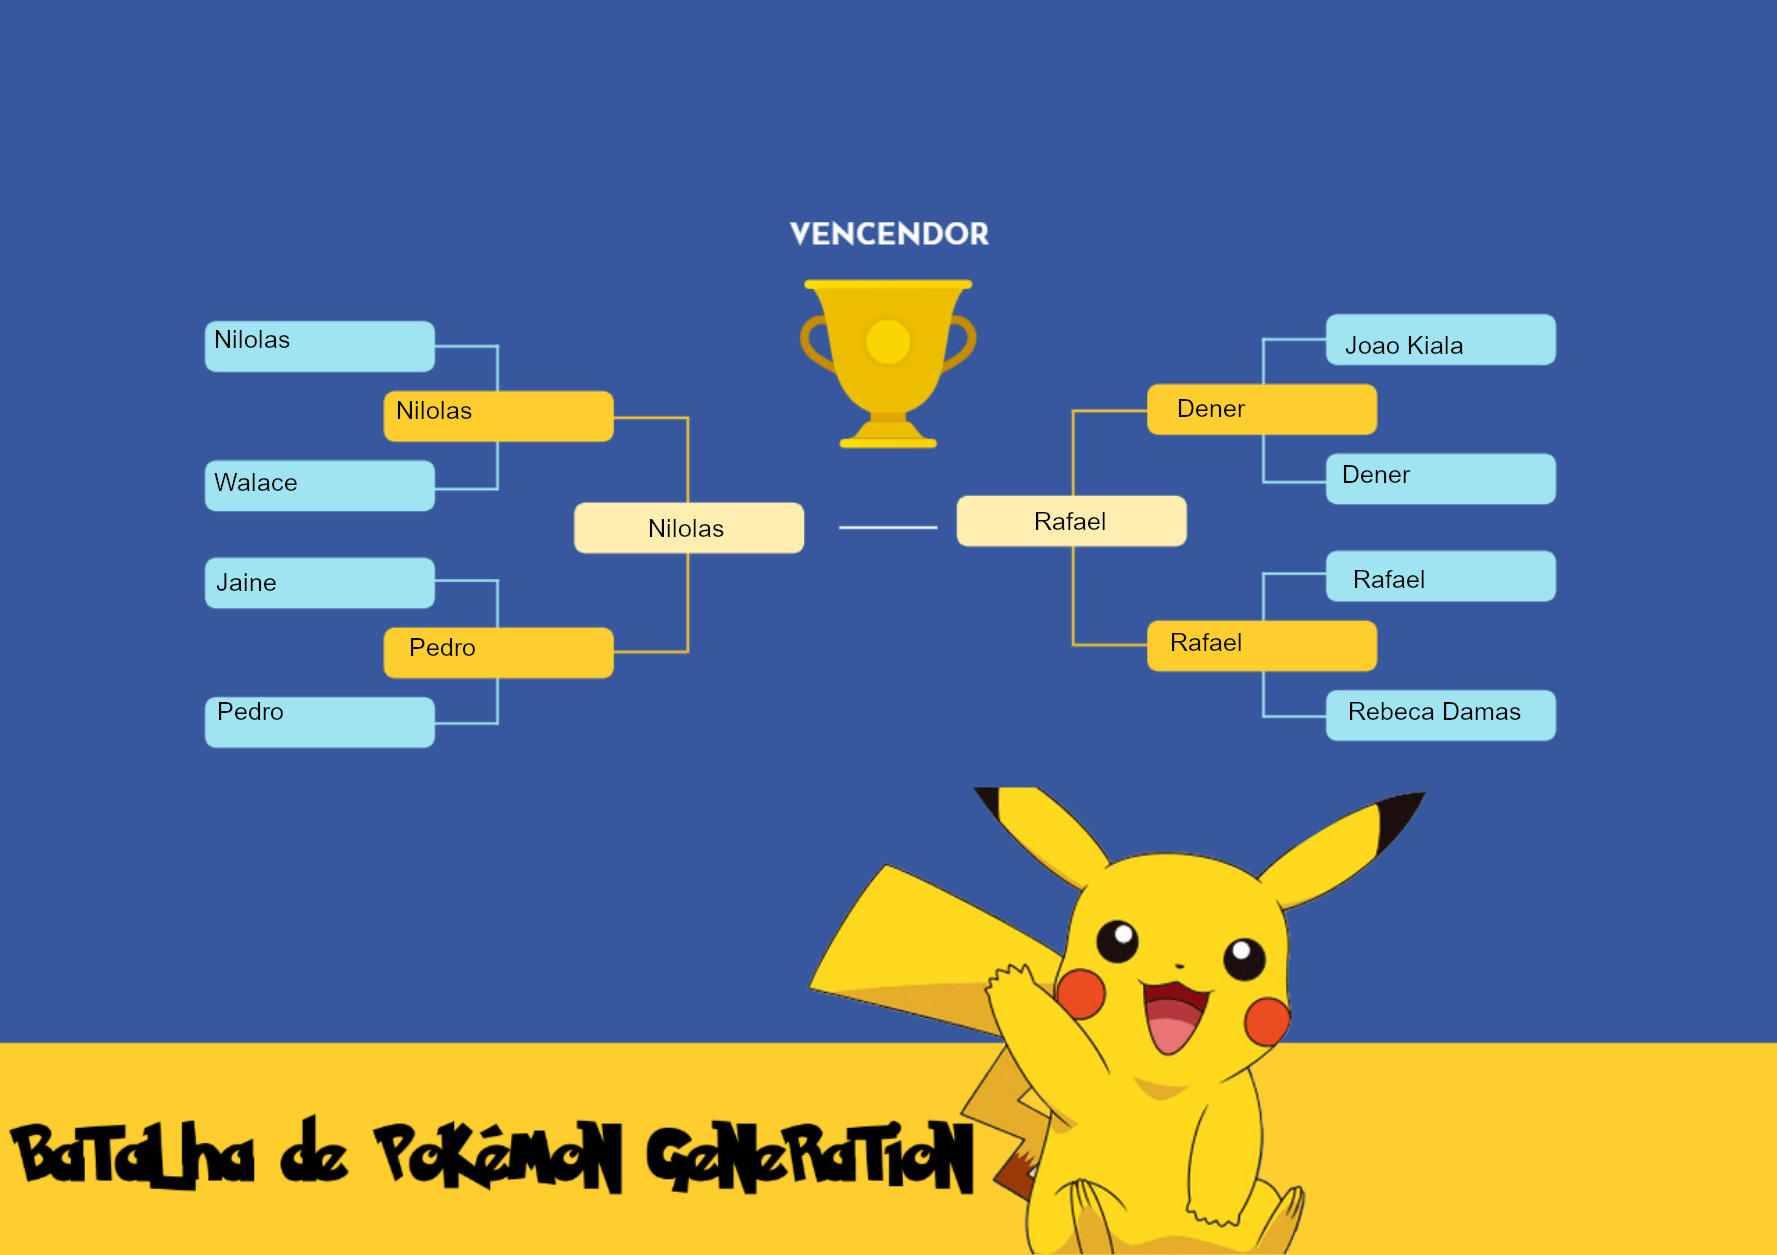 VENCENDOR
Nilolas
Nilolas
Walace
Nilolas
Jaine
Pedro
Pedro
Joao Kiala
Dener
Dener
Rafael
Rafael
Rafael
Rebeca Damas
Batalha de Pokémon Generation